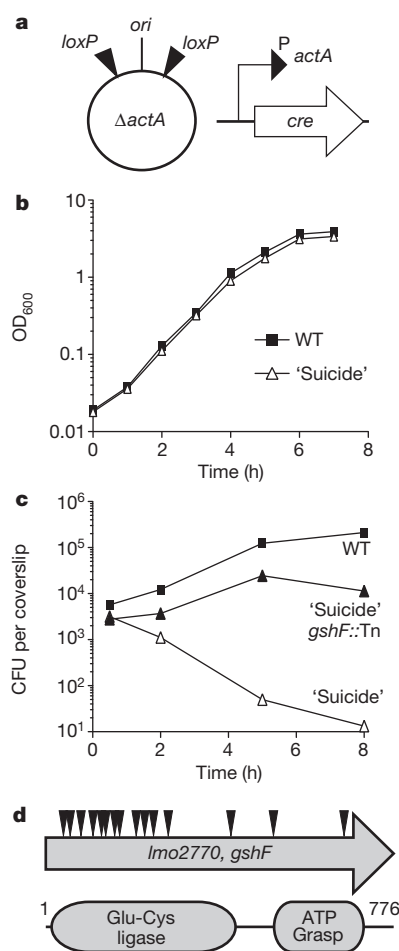 a
loxP ori loxP
ΔactA
P actA
cre
b
10
1
0.1
0.01
OD600
WT
'Suicide'
0 2 4 6 8
Time (h)
c
10^6
10^5
10^4
10^3
10^2
10^1
CFU per coverslip
WT
'Suicide'
gshF::Tn
'Suicide'
0 2 4 6 8
Time (h)
d
lmo2770, gshF
1 776
Glu-Cys
ligase
ATP
Grasp